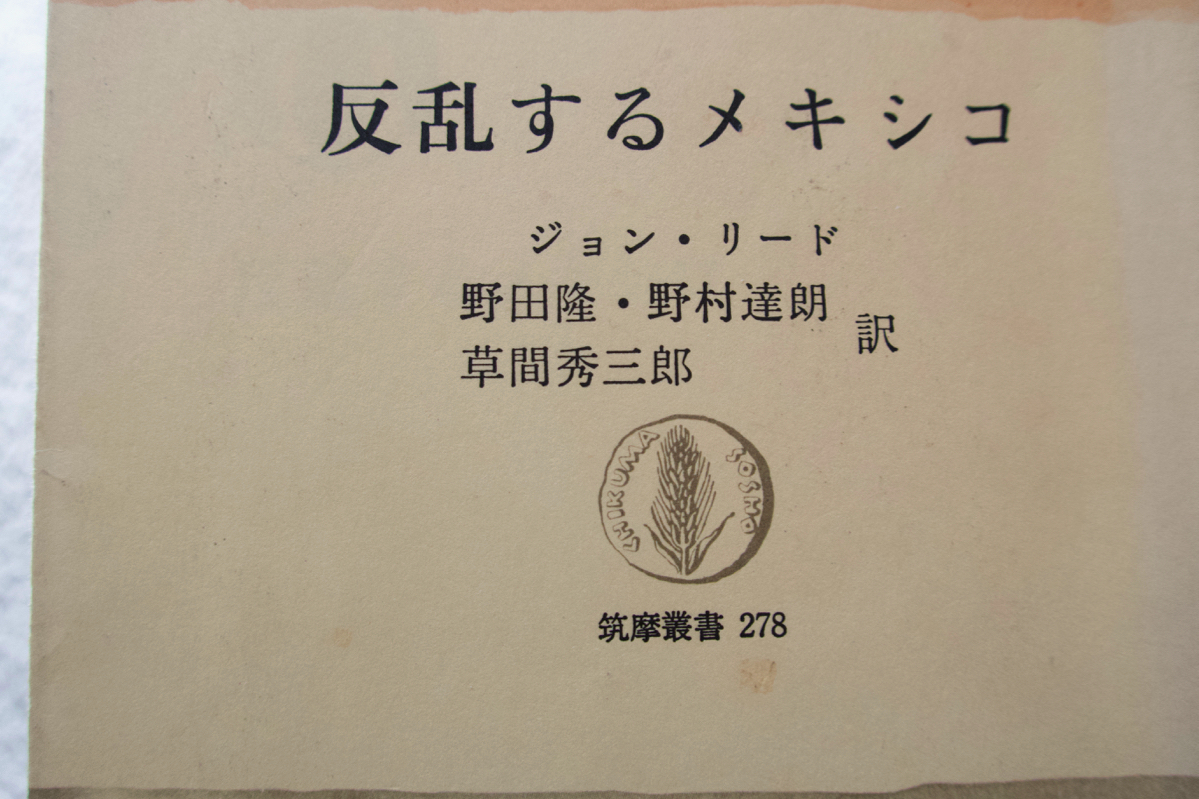 反乱するメキシコ
ジョン・リード
野田隆・野村達朗
草間秀三郎
訳
CHIKUMA SOSHO
筑摩叢書 278